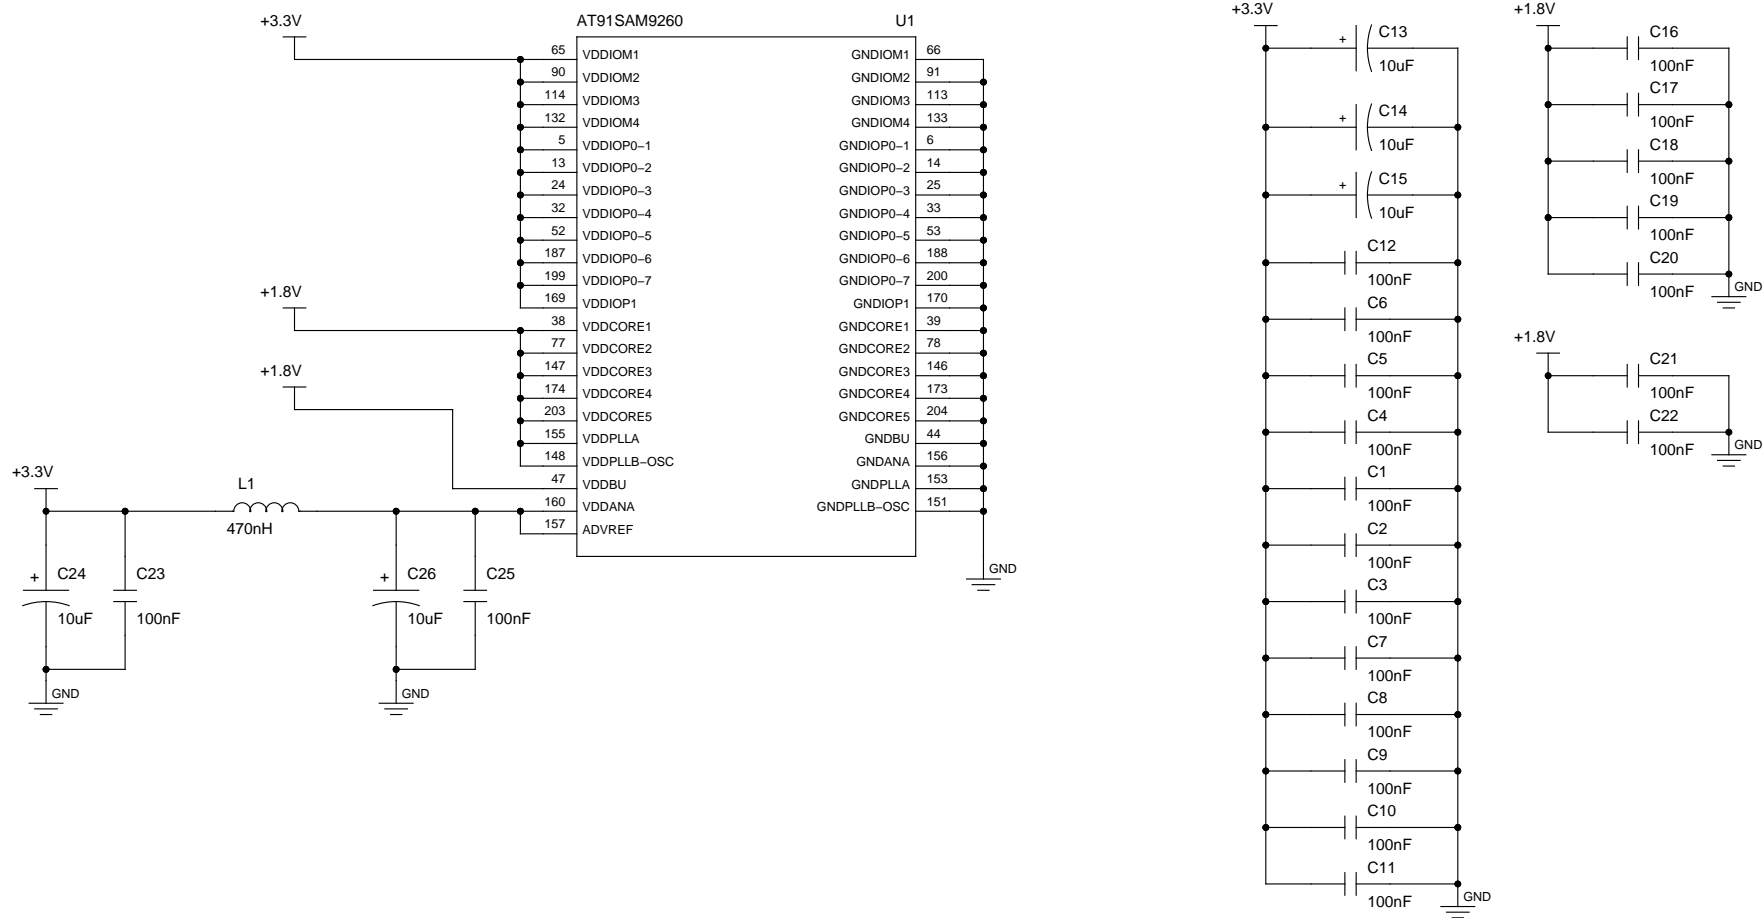 +3.3V
AT91SAM9260 U1
65 VDDIOM1 GNDIOM1 66
90 VDDIOM2 GNDIOM2 91
114 VDDIOM3 GNDIOM3 113
132 VDDIOM4 GNDIOM4 133
5 VDDIOP0-1 GNDIOP0-1 6
13 VDDIOP0-2 GNDIOP0-2 14
24 VDDIOP0-3 GNDIOP0-3 25
32 VDDIOP0-4 GNDIOP0-4 33
52 VDDIOP0-5 GNDIOP0-5 53
187 VDDIOP0-6 GNDIOP0-6 188
199 VDDIOP0-7 GNDIOP0-7 200
169 VDDIOP1 GNDIOP1 170
+1.8V
38 VDDCORE1 GNDCORE1 39
77 VDDCORE2 GNDCORE2 78
147 VDDCORE3 GNDCORE3 146
174 VDDCORE4 GNDCORE4 173
203 VDDCORE5 GNDCORE5 204
155 VDDPLLA GNDBU 44
148 VDDPLLB-OSC GNDANA 156
+1.8V
47 VDDBU GNDPLLA 153
160 VDDANA GNDPLLB-OSC 151
157 ADVREF
GND
+3.3V
L1
470nH
+ C24
10uF
C23
100nF
GND
+ C26
10uF
C25
100nF
GND
+3.3V
+ C13
10uF
+ C14
10uF
+ C15
10uF
C12
100nF
C6
100nF
C5
100nF
C4
100nF
C1
100nF
C2
100nF
C3
100nF
C7
100nF
C8
100nF
C9
100nF
C10
100nF
C11
100nF
GND
+1.8V
C16
100nF
C17
100nF
C18
100nF
C19
100nF
C20
100nF
GND
+1.8V
C21
100nF
C22
100nF
GND